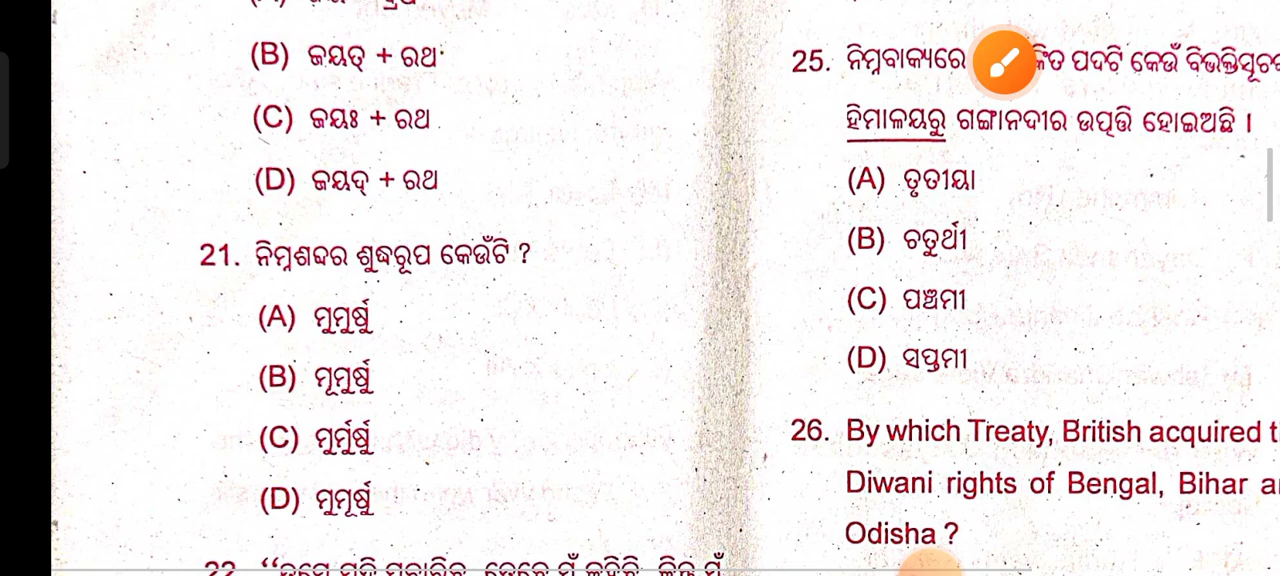 (B) ଜୟତ୍ + ରଥ
(C) ଜୟଃ + ରଥ
(D) ଜୟଦ୍ + ରଥ
21. ନିମ୍ନଶବ୍ଦର ଶୁଦ୍ଧରୂପ କେଉଁଟି ?
(A) ମୁମୁର୍ଷୁ
(B) ମୂମୁର୍ଷୁ
(C) ମୁର୍ମୁର୍ଷୁ
(D) ମୁମୂର୍ଷୁ
22.
25. ନିମ୍ନବାକ୍ୟରେ ପଦଟି କେଉଁ
ହିମାଳୟରୁ ଗଙ୍ଗାନଦୀର ଉତ୍ପତ୍ତି ହୋଇଅଛି ।
(A) ତୃତୀୟା
(B) ଚତୁର୍ଥୀ
(C) ପଞ୍ଚମୀ
(D) ସପ୍ତମୀ
26. By which Treaty, British acquired
Diwani rights of Bengal, Bihar
Odisha ?